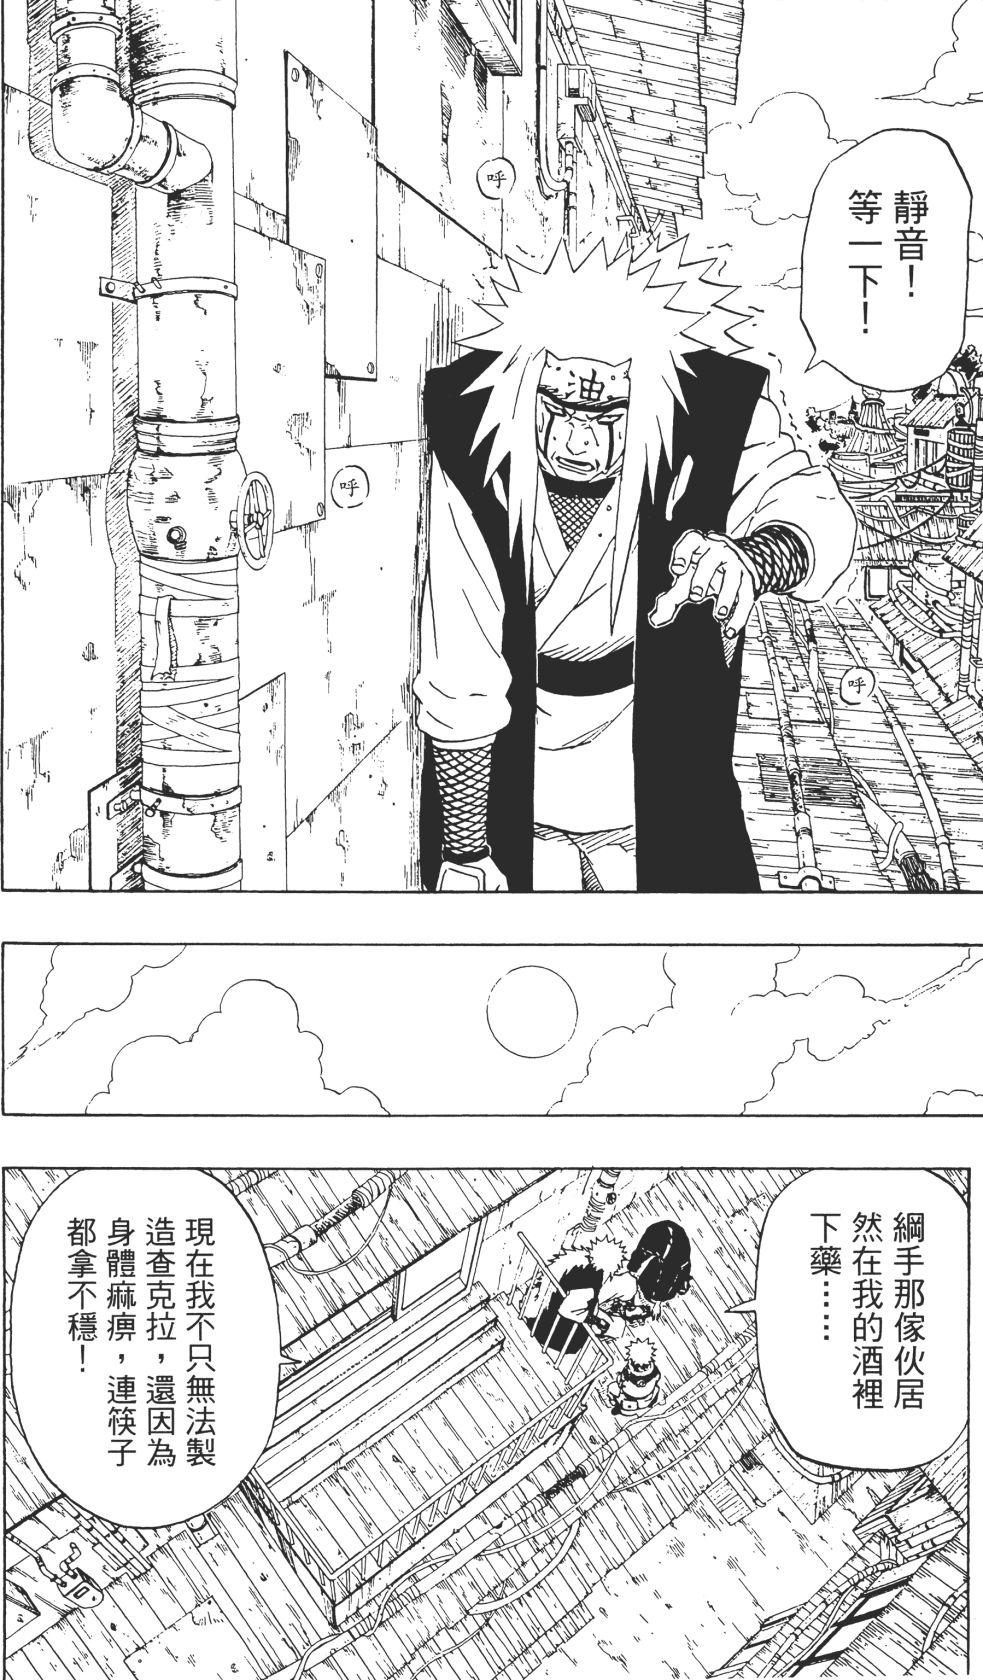 靜音！
等一下！
呼
油
呼
呼
綱手那傢伙居
然在我的酒裡
下藥……
現在我不只無法製
造查克拉，還因為
身體麻痹，連筷子
都拿不穩！